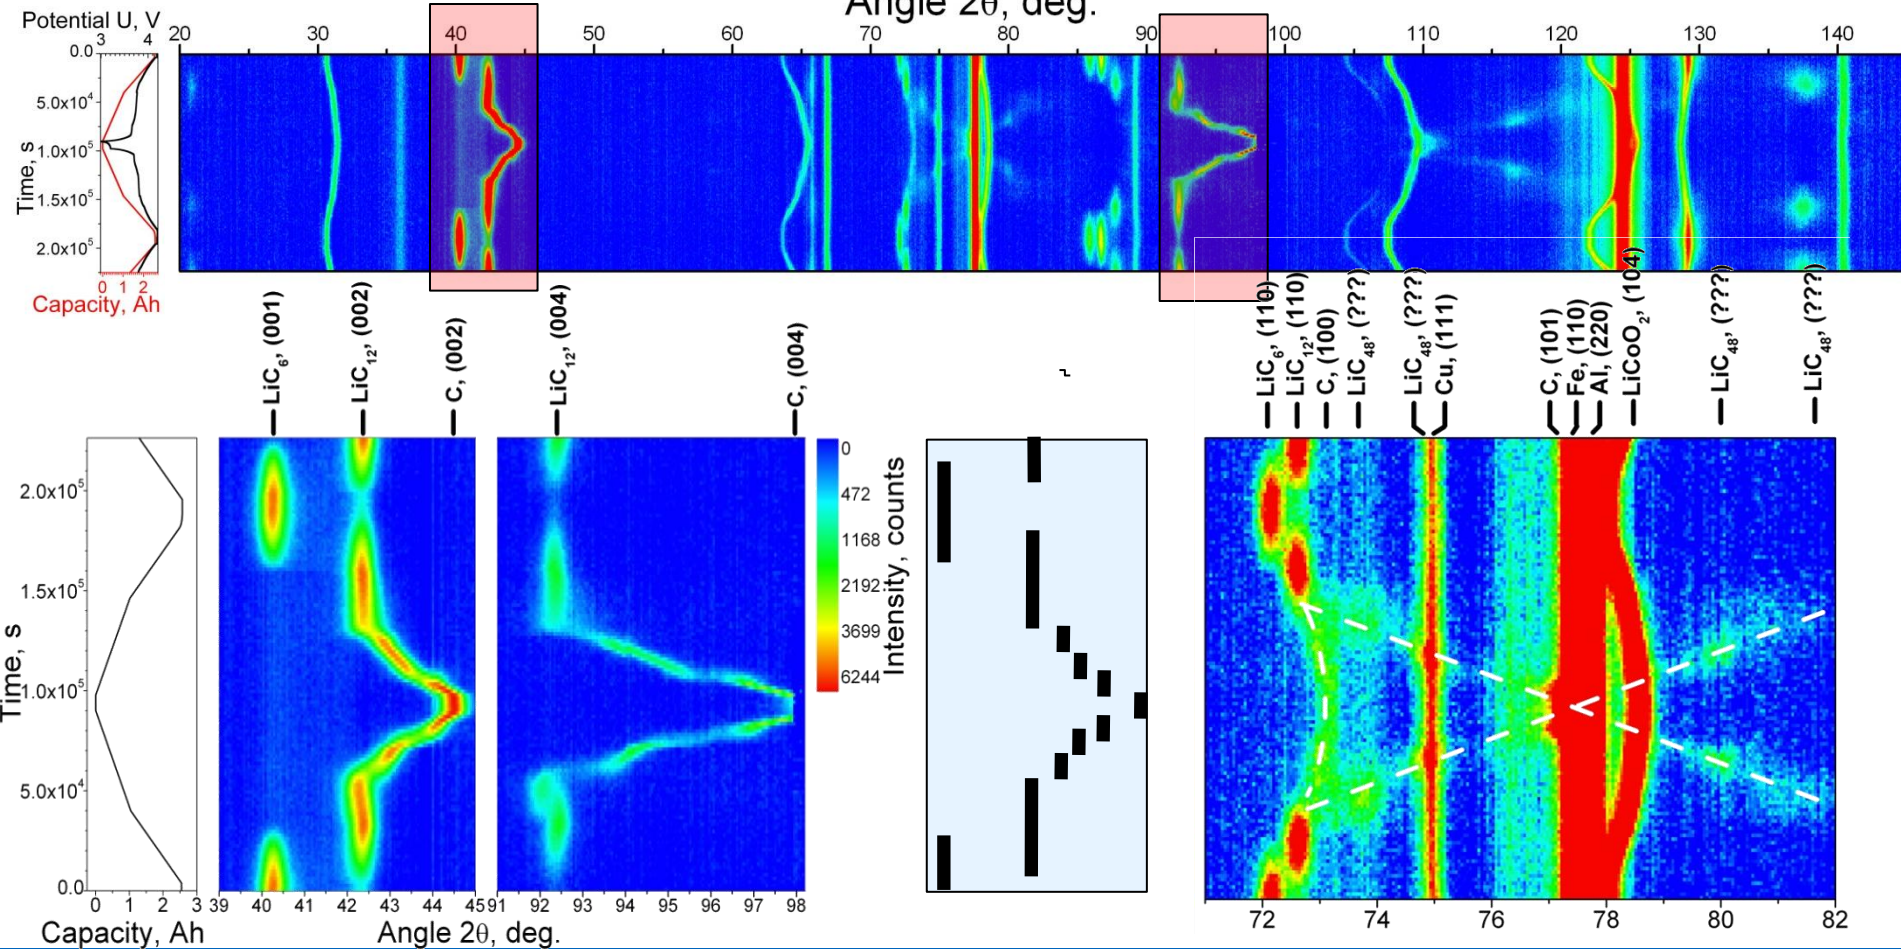 Angle 2θ, deg.
Potential U, V
3 4
20 30 40 50 60 70 80 90 100 110 120 130 140
0.0
5.0x10⁴
1.0x10⁵
1.5x10⁵
2.0x10⁵
Time, s
0 1 2
Capacity, Ah
LiC₆, (001)
LiC₁₂, (002)
C, (002)
LiC₁₂, (004)
C, (004)
LiC₆, (110)
LiC₁₂, (110)
C, (100)
LiC₄₈, (???)
LiC₄₈, (???)
Cu, (111)
C, (101)
Fe, (110)
Al, (220)
LiCoO₂, (104)
LiC₄₈, (???)
LiC₄₈, (???)
2.0x10⁵
1.5x10⁵
1.0x10⁵
5.0x10⁴
0.0
Time, s
0 1 2 3
Capacity, Ah
39 40 41 42 43 44 45
91 92 93 94 95 96 97 98
Angle 2θ, deg.
0
472
1168
2192
3699
6244
Intensity, counts
72 74 76 78 80 82